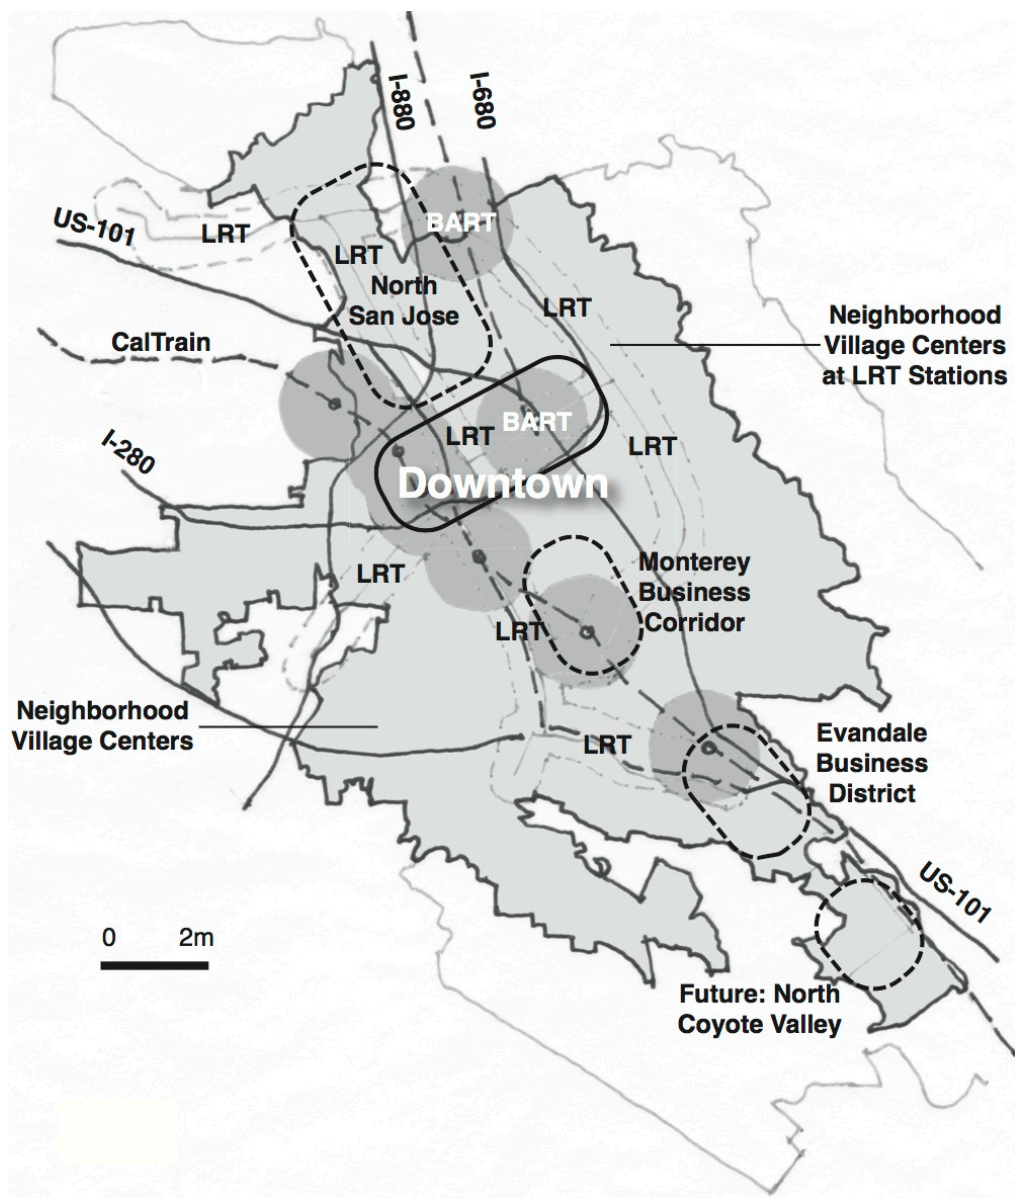 I-880
I-680
BART
US-101
LRT
LRT
North
San Jose
LRT
Neighborhood
Village Centers
at LRT Stations
CalTrain
BART
LRT
LRT
I-280
Downtown
LRT
Monterey
Business
Corridor
LRT
Neighborhood
Village Centers
LRT
Evandale
Business
District
US-101
0 2m
Future: North
Coyote Valley